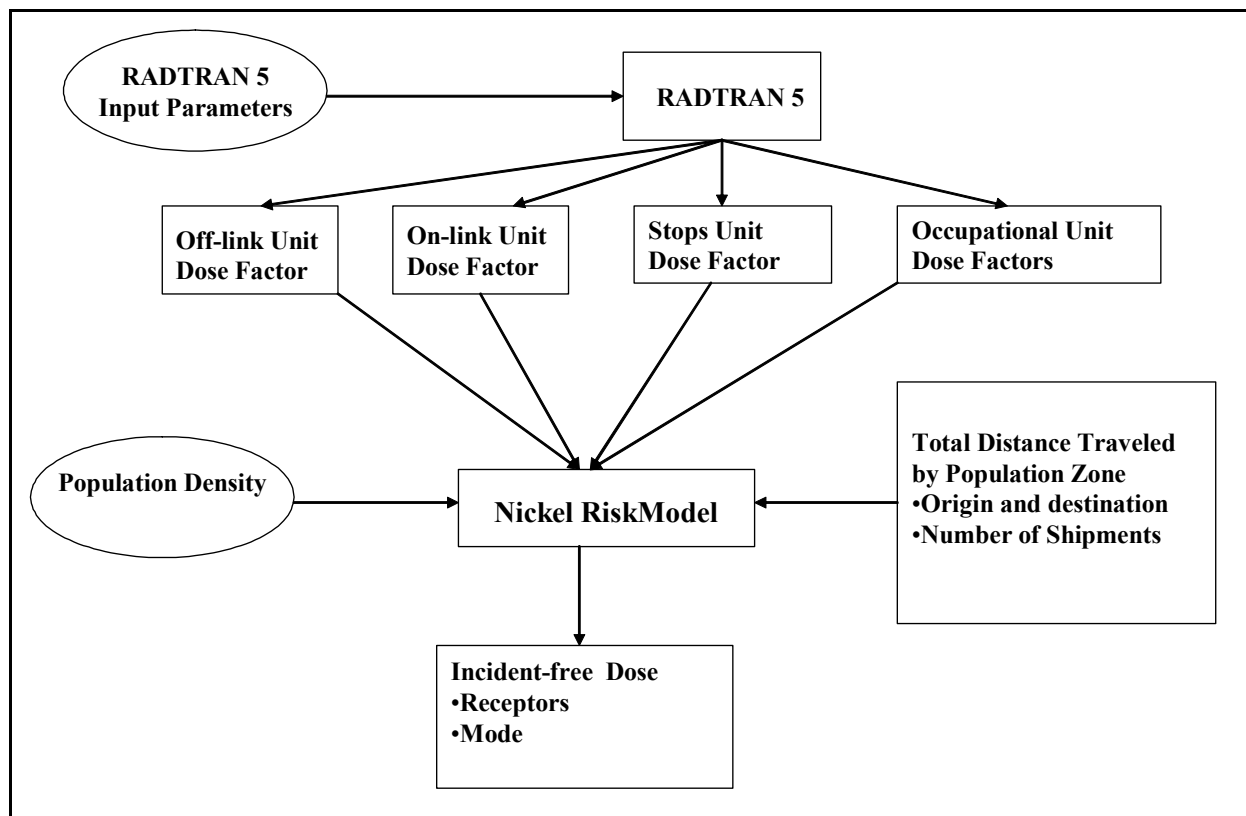 RADTRAN 5
Input Parameters
RADTRAN 5
Off-link Unit
Dose Factor
On-link Unit
Dose Factor
Stops Unit
Dose Factor
Occupational Unit
Dose Factors
Population Density
Nickel RiskModel
Total Distance Traveled
by Population Zone
•Origin and destination
•Number of Shipments
Incident-free Dose
•Receptors
•Mode